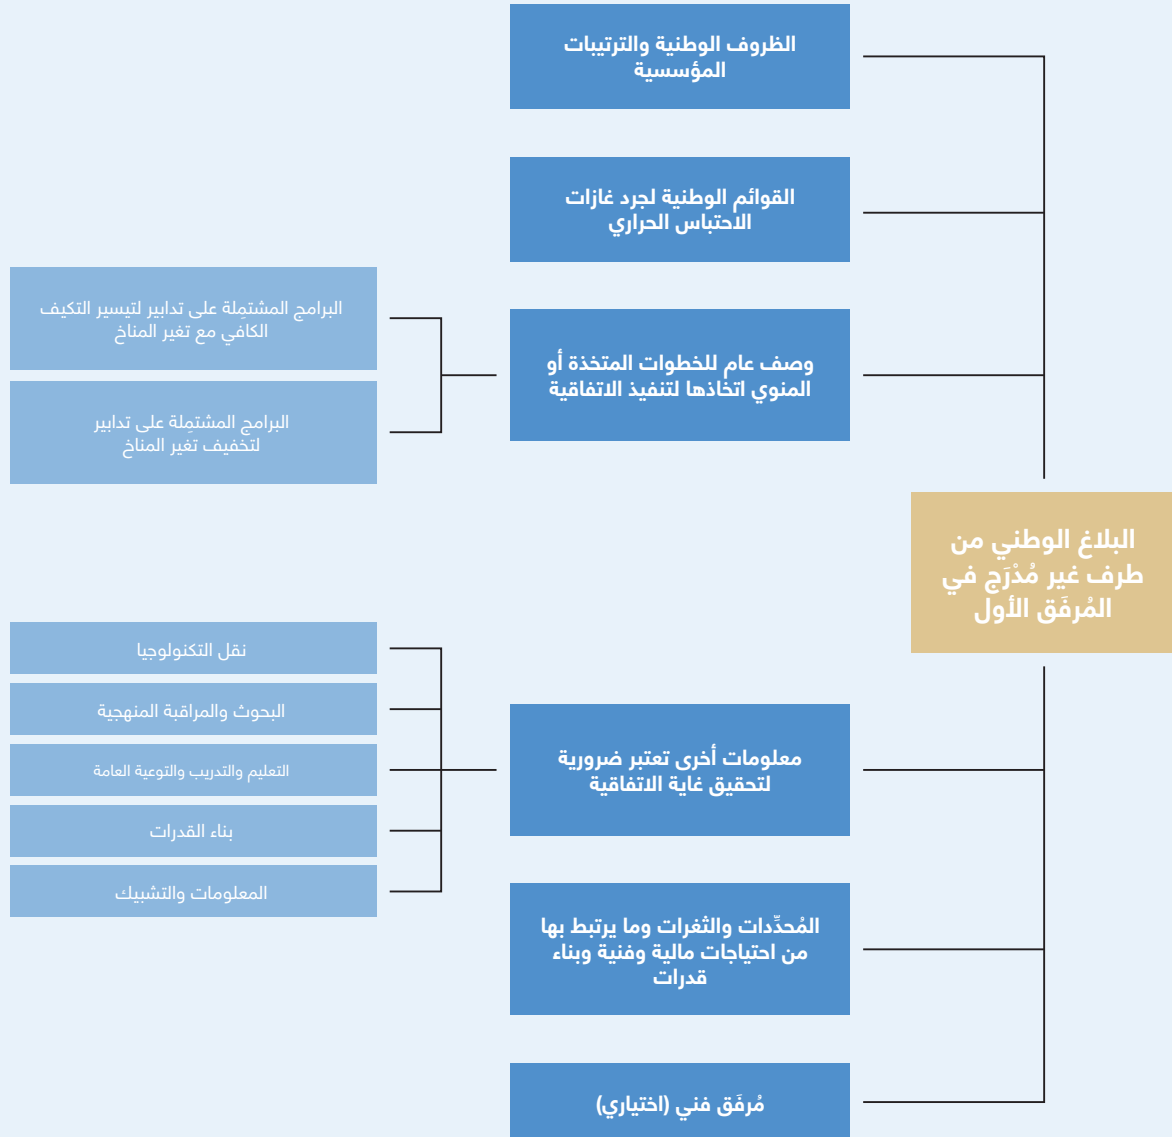 الظروف الوطنية والترتيبات
المؤسسية
القوائم الوطنية لجرد غازات
الاحتباس الحراري
وصف عام للخطوات المتخذة أو
المنوي اتخاذها لتنفيذ الاتفاقية
البرامج المشتمِلة على تدابير لتيسير التكيف
الكافي مع تغير المناخ
البرامج المشتمِلة على تدابير
لتخفيف تغير المناخ
البلاغ الوطني من
طرف غير مُدْرَج في
المُرفَق الأول
معلومات أخرى تعتبر ضرورية
لتحقيق غاية الاتفاقية
نقل التكنولوجيا
البحوث والمراقبة المنهجية
التعليم والتدريب والتوعية العامة
بناء القدرات
المعلومات والتشبيك
المُحدِّدات والثغرات وما يرتبط بها
من احتياجات مالية وفنية وبناء
قدرات
مُرفَق فني (اختياري)